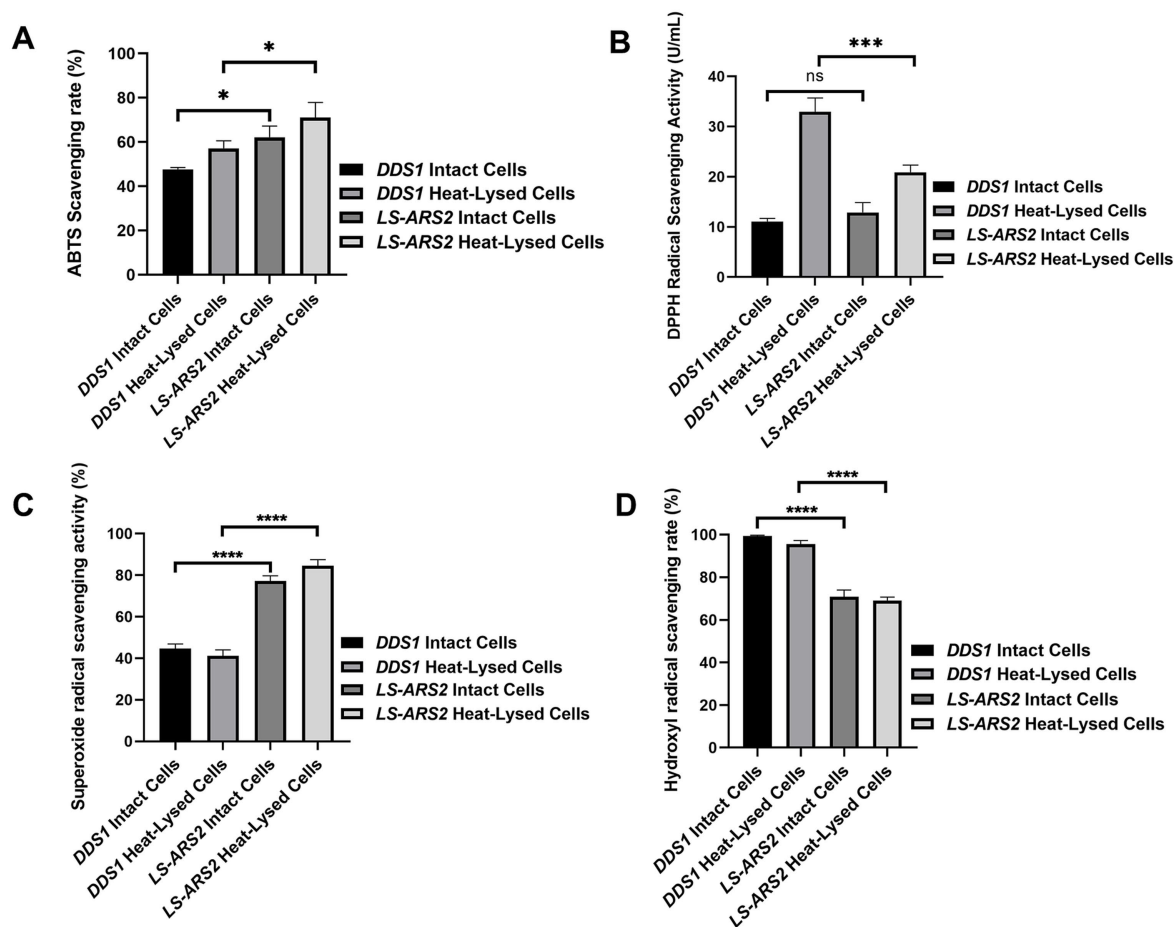 A
ABTS Scavenging rate (%)
100
80
60
40
20
0
*
*
DDS1 Intact Cells
DDS1 Heat-Lysed Cells
LS-ARS2 Intact Cells
LS-ARS2 Heat-Lysed Cells
DDS1 Intact Cells
DDS1 Heat-Lysed Cells
LS-ARS2 Intact Cells
LS-ARS2 Heat-Lysed Cells
B
DPPH Radical Scavenging Activity (U/mL)
40
30
20
10
0
ns
***
DDS1 Intact Cells
DDS1 Heat-Lysed Cells
LS-ARS2 Intact Cells
LS-ARS2 Heat-Lysed Cells
DDS1 Intact Cells
DDS1 Heat-Lysed Cells
LS-ARS2 Intact Cells
LS-ARS2 Heat-Lysed Cells
C
Superoxide radical scavenging activity (%)
100
80
60
40
20
0
****
****
DDS1 Intact Cells
DDS1 Heat-Lysed Cells
LS-ARS2 Intact Cells
LS-ARS2 Heat-Lysed Cells
DDS1 Intact Cells
DDS1 Heat-Lysed Cells
LS-ARS2 Intact Cells
LS-ARS2 Heat-Lysed Cells
D
Hydroxyl radical scavenging rate (%)
100
80
60
40
20
0
****
****
DDS1 Intact Cells
DDS1 Heat-Lysed Cells
LS-ARS2 Intact Cells
LS-ARS2 Heat-Lysed Cells
DDS1 Intact Cells
DDS1 Heat-Lysed Cells
LS-ARS2 Intact Cells
LS-ARS2 Heat-Lysed Cells